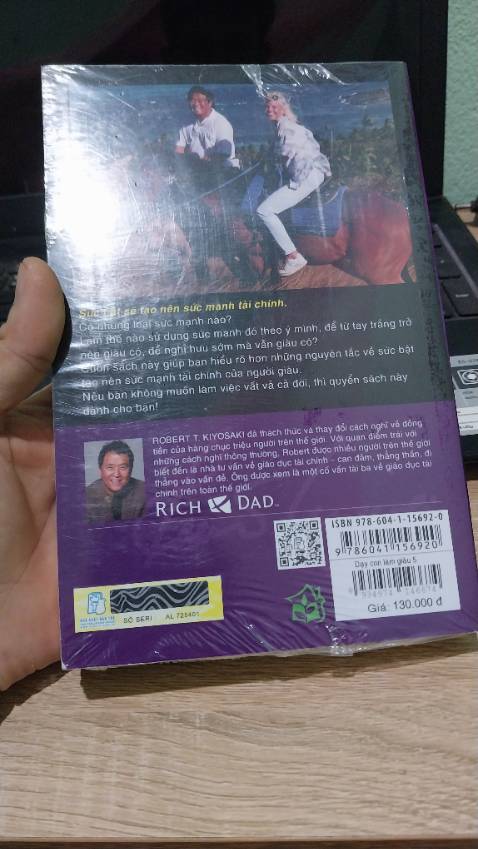 Sức bật sẽ tạo nên sức mạnh tài chính.
Có những loại sức mạnh nào?
Làm thế nào sử dụng sức mạnh đó theo ý mình, để từ tay trắng trở
nên giàu có, để nghỉ hưu sớm mà vẫn giàu có?
Cuốn sách này giúp bạn hiểu rõ hơn những nguyên tắc về sức bật
tạo nên sức mạnh tài chính của người giàu.
Nếu bạn không muốn làm việc vất vả cả đời, thì quyển sách này
dành cho bạn!
ROBERT T. KIYOSAKI đã thách thức và thay đổi cách nghĩ về đồng
tiền của hàng chục triệu người trên thế giới. Với quan điểm trái với
những cách nghĩ thông thường, Robert được nhiều người trên thế giới
biết đến là nhà tư vấn về giáo dục tài chính - can đảm, thẳng thắn, đi
thẳng vào vấn đề. Ông được xem là một cố vấn tài ba về giáo dục tài
chính trên toàn thế giới.
RICH DAD™
ISBN 978-604-1-15692-0
9 786041 156920
Dạy con làm giàu 5
8 934974 146674
Giá: 130.000 đ
SỐ SERI AL